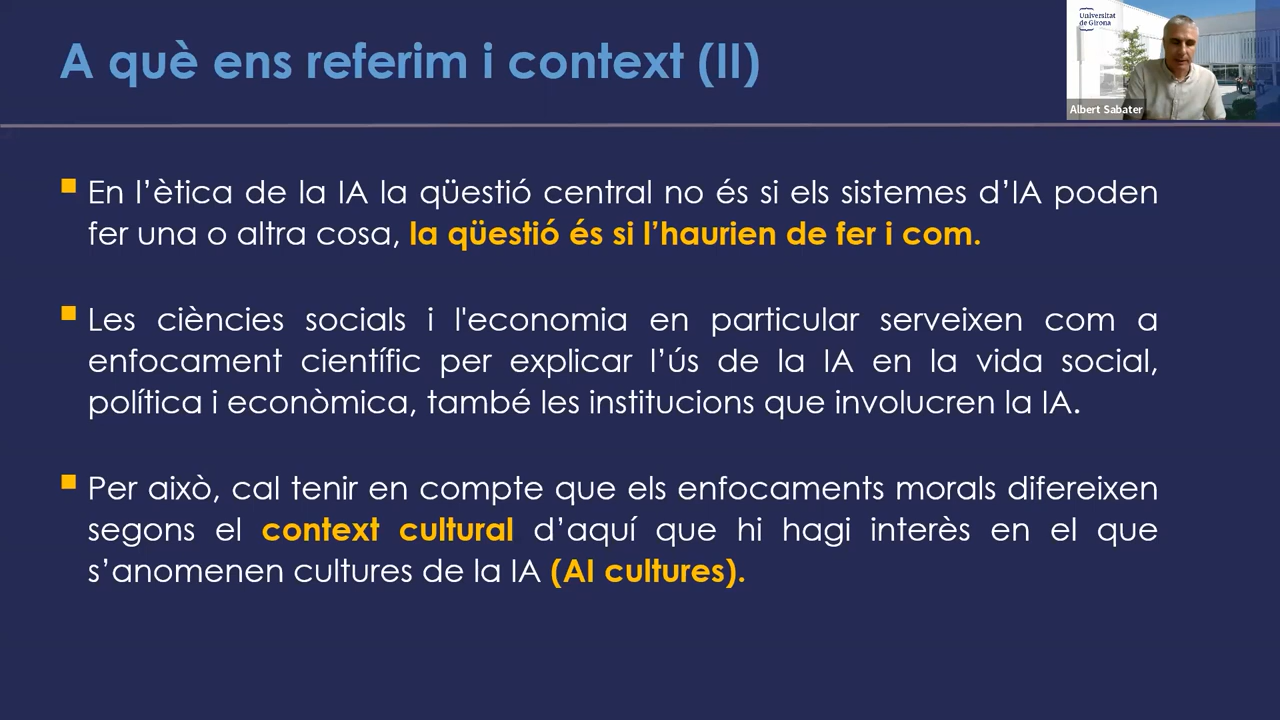 A què ens referim i context (II)
Universitat
de Girona
Albert Sabater
En l’ètica de la IA la qüestió central no és si els sistemes d’IA poden
fer una o altra cosa, la qüestió és si l’haurien de fer i com.
Les ciències socials i l'economia en particular serveixen com a
enfocament científic per explicar l’ús de la IA en la vida social,
política i econòmica, també les institucions que involucren la IA.
Per això, cal tenir en compte que els enfocaments morals difereixen
segons el context cultural d’aquí que hi hagi interès en el que
s’anomenen cultures de la IA (AI cultures).